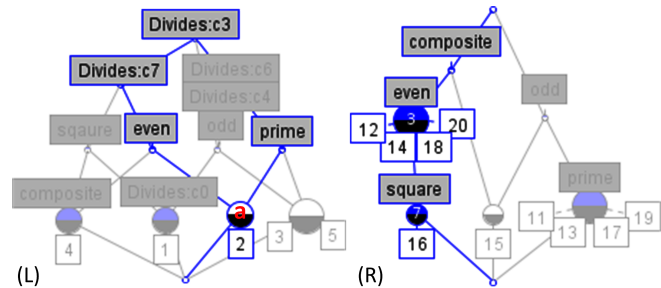 Divides:c3
Divides:c7
Divides:c6
Divides:c4
sqaure
even
odd
prime
composite
Divides:c0
a
4
1
2
3
5
(L)
composite
even
odd
3
12
20
14
18
square
prime
7
16
15
11
13
17
19
(R)